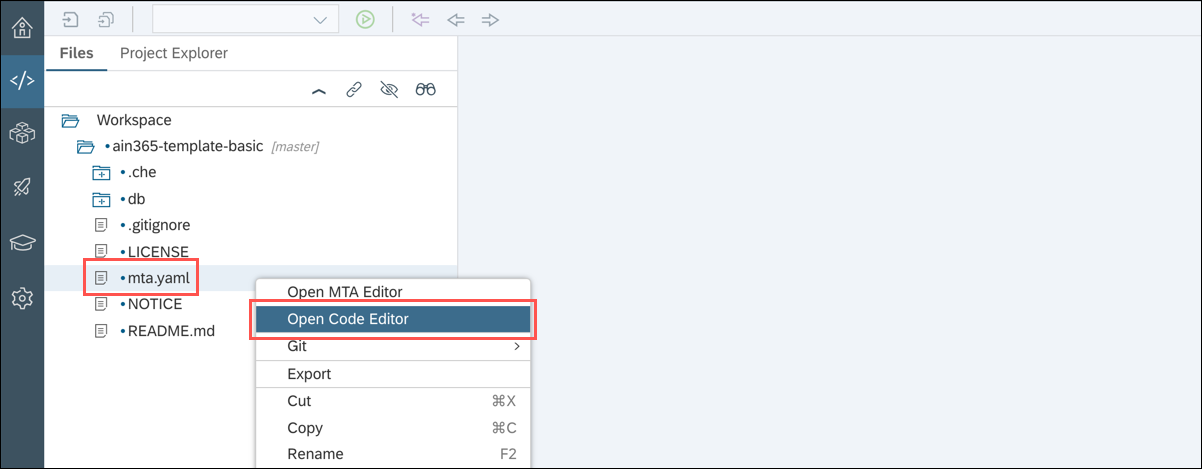 Files Project Explorer
Workspace
ain365-template-basic [master]
.che
db
.gitignore
LICENSE
mta.yaml
NOTICE
README.md
Open MTA Editor
Open Code Editor
Git >
Export
Cut ⌘X
Copy ⌘C
Rename F2